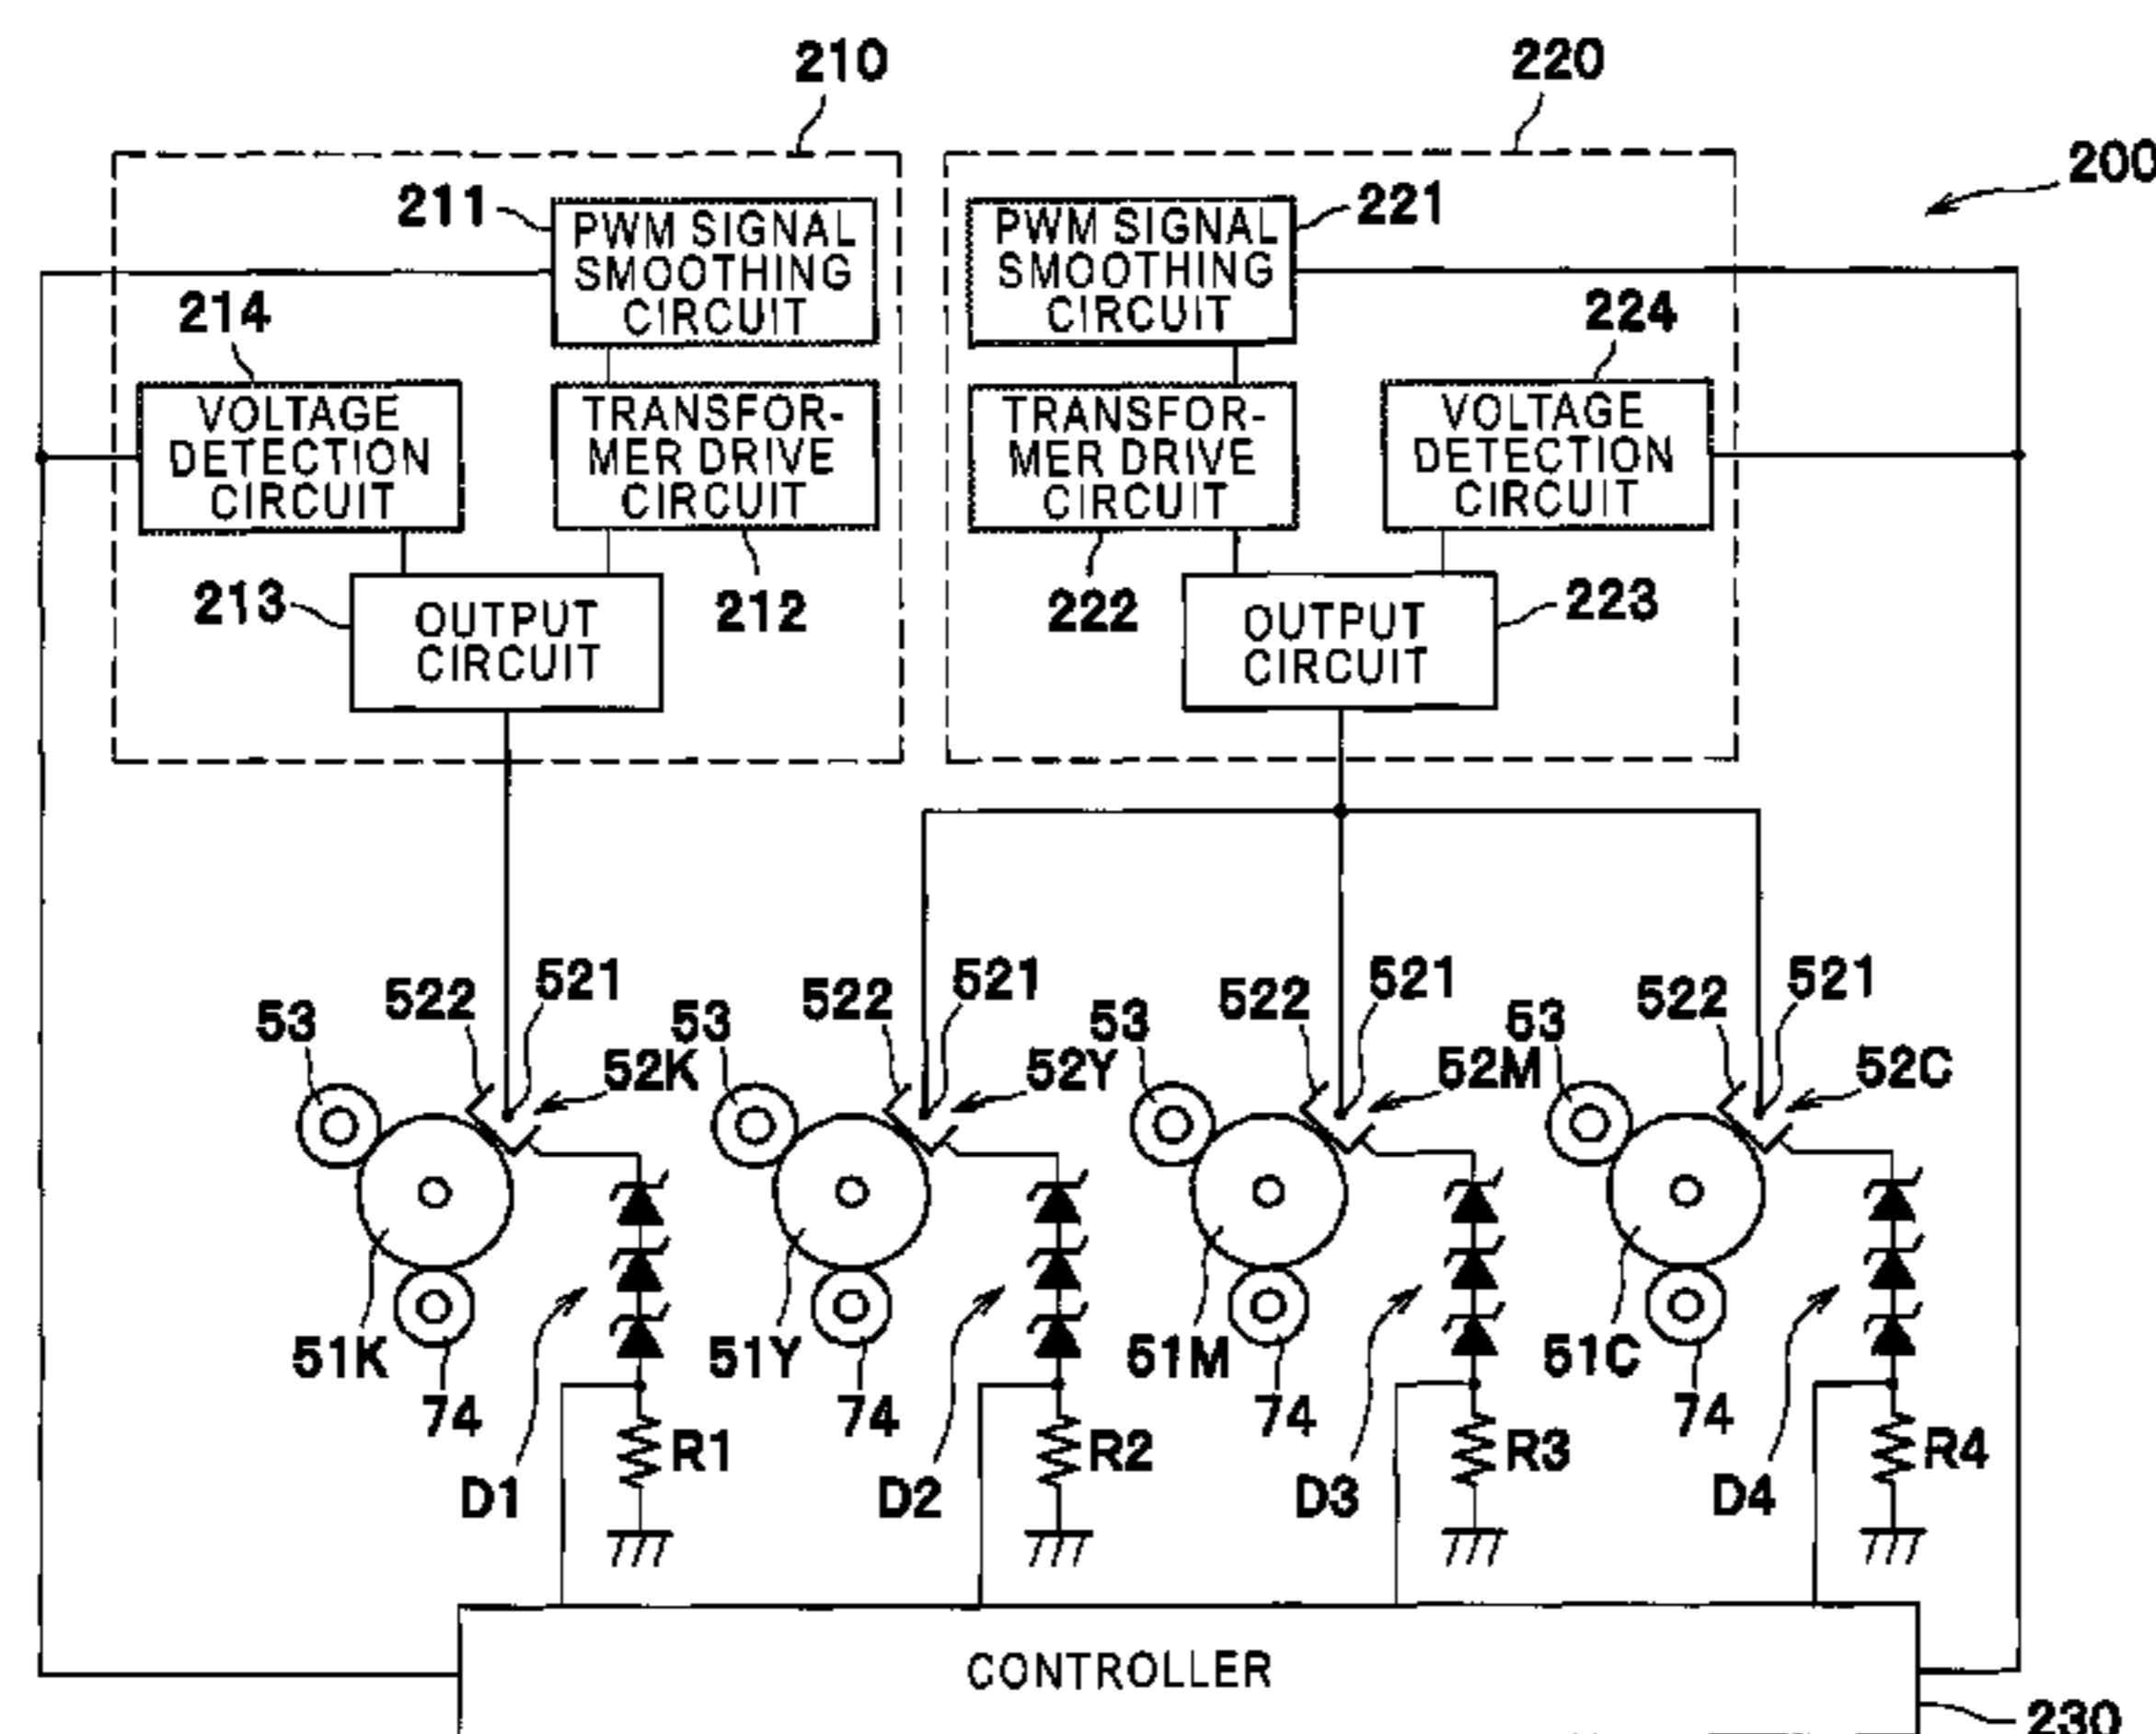 210
220
200
211
PWM SIGNAL
SMOOTHING
CIRCUIT
PWM SIGNAL
SMOOTHING
CIRCUIT
221
214
224
VOLTAGE
DETECTION
CIRCUIT
TRANSFOR-
MER DRIVE
CIRCUIT
TRANSFOR-
MER DRIVE
CIRCUIT
VOLTAGE
DETECTION
CIRCUIT
213
OUTPUT
CIRCUIT
212
222
OUTPUT
CIRCUIT
223
53
522
521
52K
53
522
521
52Y
53
522
521
52M
53
522
521
52C
51K
74
D1
R1
51Y
74
D2
R2
51M
74
D3
R3
51C
74
D4
R4
CONTROLLER
230